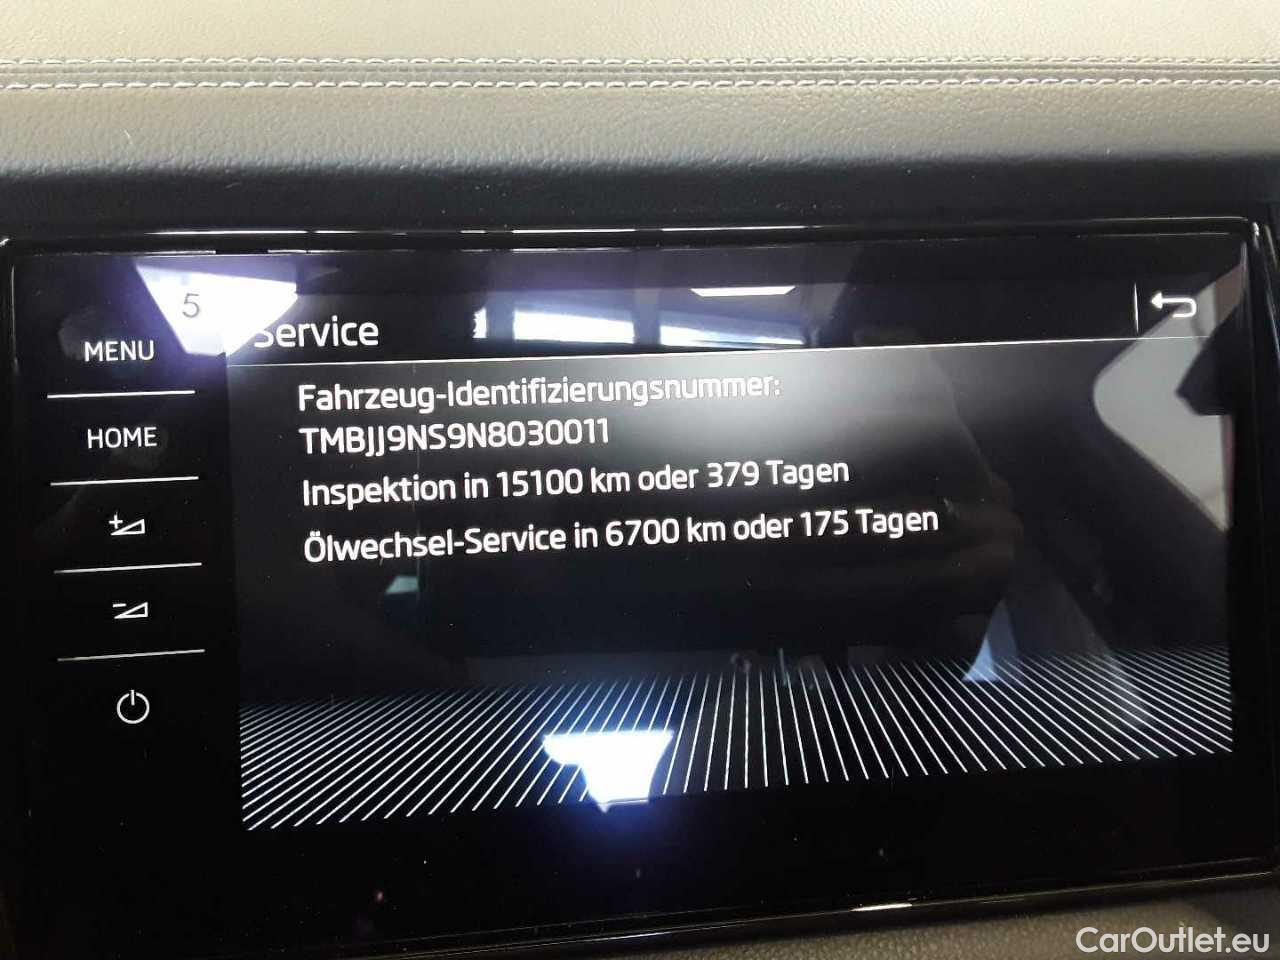 5
Service
MENU
Fahrzeug-Identifizierungsnummer:
TMBJJ9NS9N8030011
HOME
Inspektion in 15100 km oder 379 Tagen
Ölwechsel-Service in 6700 km oder 175 Tagen
CarOutlet.eu